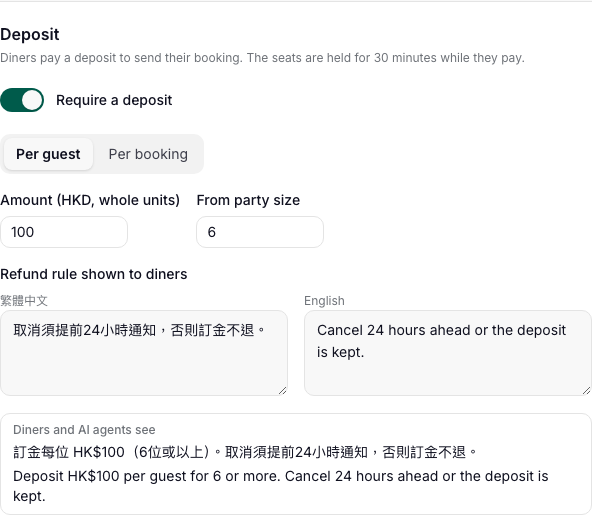 Deposit
Diners pay a deposit to send their booking. The seats are held for 30 minutes while they pay.
Require a deposit
Per guest Per booking
Amount (HKD, whole units) From party size
100 6
Refund rule shown to diners
繁體中文 English
取消須提前24小時通知，否則訂金不退。 Cancel 24 hours ahead or the deposit
is kept.
Diners and AI agents see
訂金每位 HK$100（6位或以上）。取消須提前24小時通知，否則訂金不退。
Deposit HK$100 per guest for 6 or more. Cancel 24 hours ahead or the deposit is
kept.